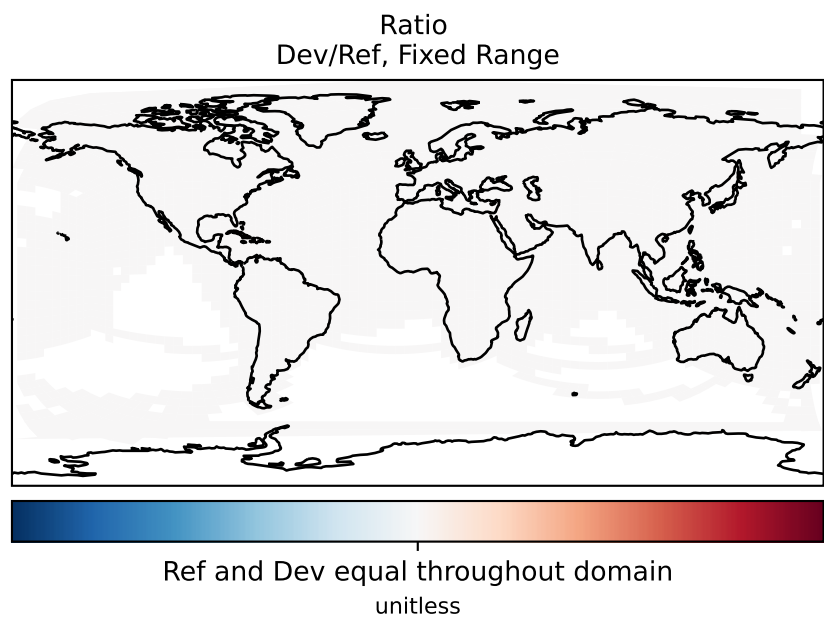 Ratio
Dev/Ref, Fixed Range
Ref and Dev equal throughout domain
unitless